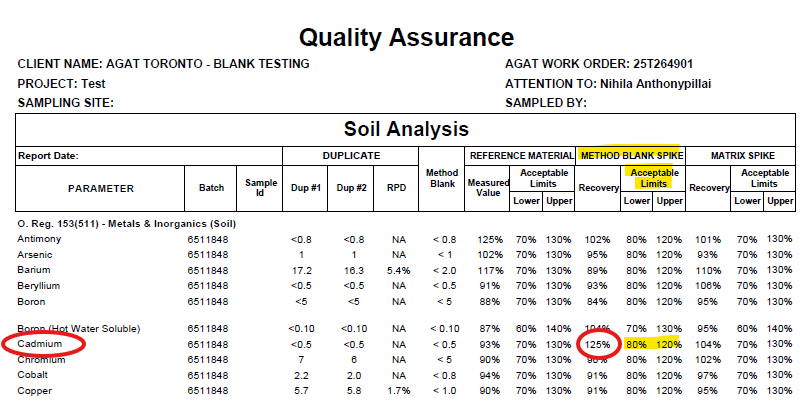 Quality Assurance
CLIENT NAME: AGAT TORONTO - BLANK TESTING AGAT WORK ORDER: 25T264901
PROJECT: Test ATTENTION TO: Nihila Anthonypillai
SAMPLING SITE: SAMPLED BY:
Soil Analysis
Report Date: DUPLICATE REFERENCE MATERIAL METHOD BLANK SPIKE MATRIX SPIKE
PARAMETER Batch Sample Id Dup #1 Dup #2 RPD Method Blank Measured Value Acceptable Limits Lower Upper Recovery Acceptable Limits Lower Upper Recovery Acceptable Limits Lower Upper
O. Reg. 153(511) - Metals & Inorganics (Soil)
Antimony 6511848 <0.8 <0.8 NA < 0.8 125% 70% 130% 102% 80% 120% 101% 70% 130%
Arsenic 6511848 1 1 NA < 1 102% 70% 130% 95% 80% 120% 93% 70% 130%
Barium 6511848 17.2 16.3 5.4% < 2.0 117% 70% 130% 89% 80% 120% 110% 70% 130%
Beryllium 6511848 <0.5 <0.5 NA < 0.5 91% 70% 130% 93% 80% 120% 106% 70% 130%
Boron 6511848 <5 <5 NA < 5 88% 70% 130% 84% 80% 120% 95% 70% 130%
Boron (Hot Water Soluble) 6511848 <0.10 <0.10 NA < 0.10 87% 60% 140% 104% 70% 130% 95% 60% 140%
Cadmium 6511848 <0.5 <0.5 NA < 0.5 93% 70% 130% 125% 80% 120% 104% 70% 130%
Chromium 6511848 7 6 NA < 5 90% 70% 130% 80% 120% 102% 70% 130%
Cobalt 6511848 2.2 2.0 NA < 0.8 94% 70% 130% 91% 80% 120% 97% 70% 130%
Copper 6511848 5.7 5.8 1.7% < 1.0 90% 70% 130% 91% 80% 120% 95% 70% 130%